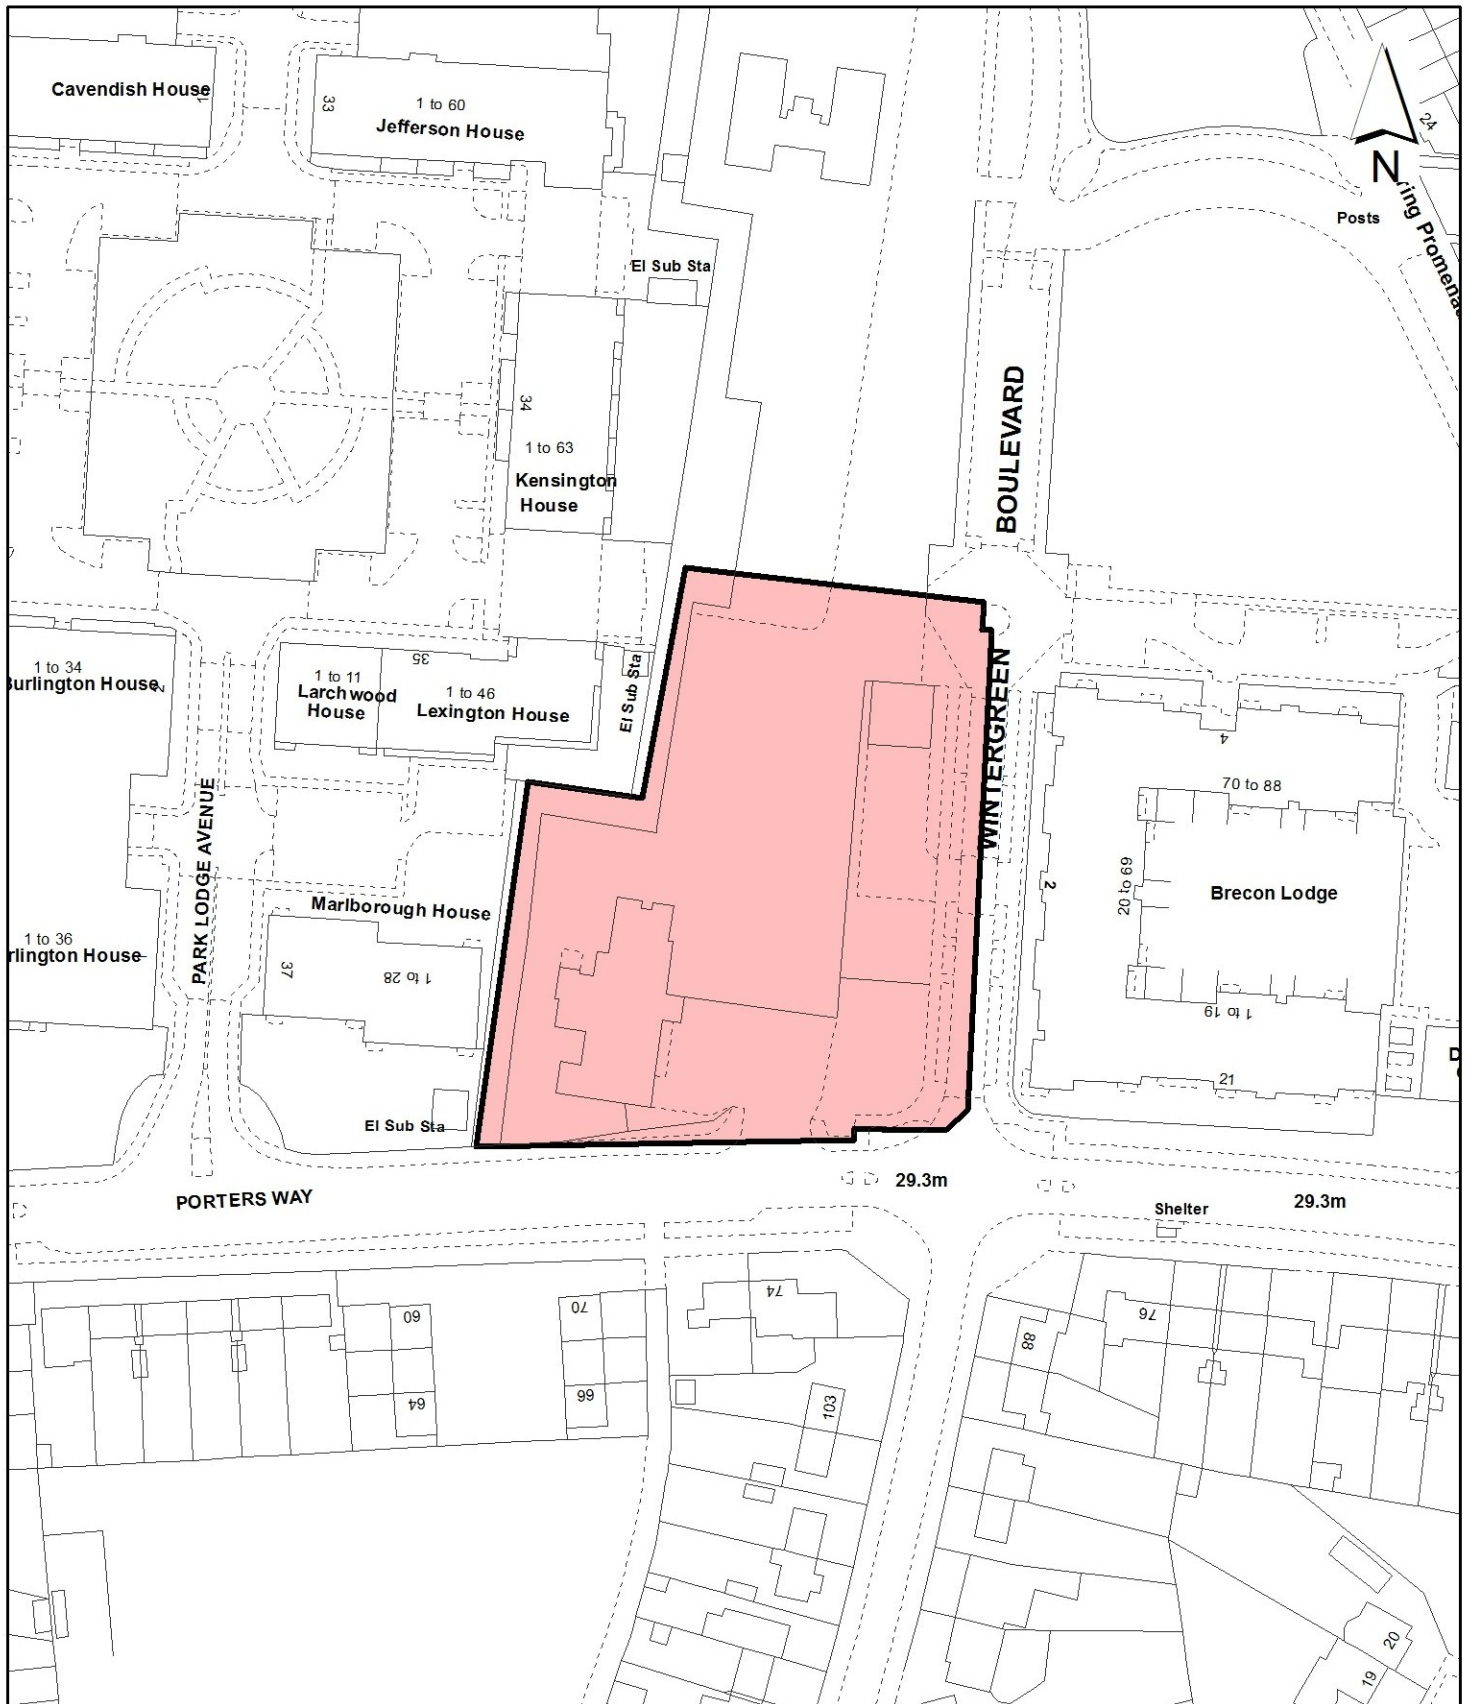 Cavendish House
33
1 to 60
Jefferson House
24
N
ring Promenad
Posts
El Sub Sta
BOULEVARD
34
1 to 63
Kensington
House
1 to 34
Burlington House
2
1 to 11
Larchwood
House
35
1 to 46
Lexington House
El Sub Sta
WINTERGREEN
4
70 to 88
20 to 69
2
Brecon Lodge
PARK LODGE AVENUE
Marlborough House
1 to 36
rlington House
37
1 to 28
1 to 19
21
El Sub Sta
PORTERS WAY
29.3m
Shelter
29.3m
60
70
74
76
88
64
66
103
20
19